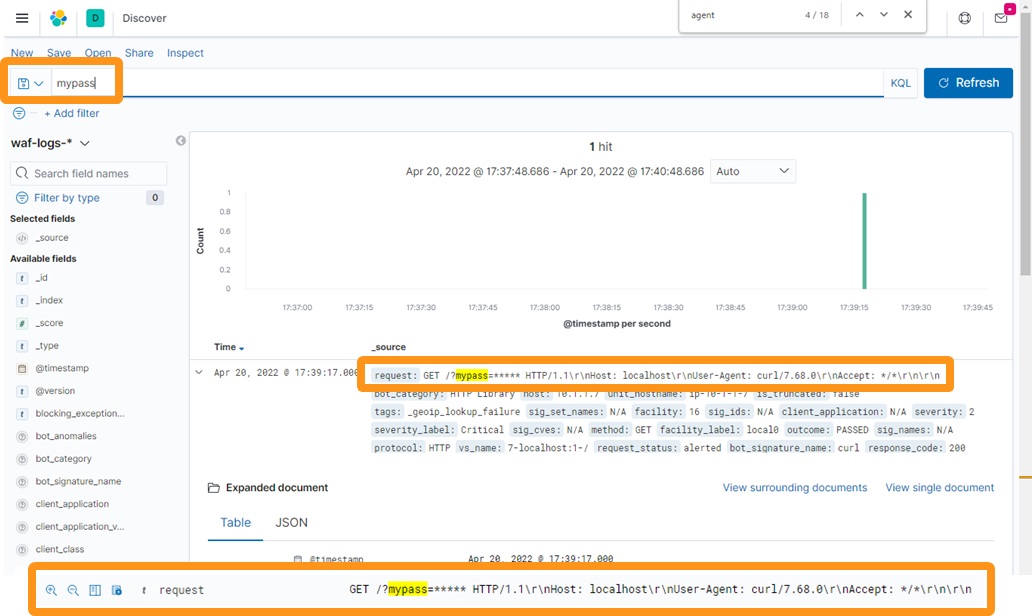 D Discover
agent 4 / 18
New Save Open Share Inspect
mypass KQL Refresh
+ Add filter
waf-logs-*
Search field names
Filter by type 0
Selected fields
_source
Available fields
t _id
t _index
# _score
t _type
@timestamp
t @version
t blocking_exception...
? bot_anomalies
? bot_category
? bot_signature_name
? client_application
? client_application_v...
? client_class
1 hit
Apr 20, 2022 @ 17:37:48.686 - Apr 20, 2022 @ 17:40:48.686 Auto
Count
1
0.8
0.6
0.4
0.2
0
17:37:00 17:37:15 17:37:30 17:37:45 17:38:00 17:38:15 17:38:30 17:38:45 17:39:00 17:39:15 17:39:30 17:39:45
@timestamp per second
Time _source
Apr 20, 2022 @ 17:39:17.000 request: GET /?mypass=***** HTTP/1.1\r\nHost: localhost\r\nUser-Agent: curl/7.68.0\r\nAccept: */*\r\n\r\n
bot_category: HTTP Library host: 10.1.1.7 unit_hostname: ip-10-1-1-7 is_truncated: false
tags: _geoip_lookup_failure sig_set_names: N/A facility: 16 sig_ids: N/A client_application: N/A severity: 2
severity_label: Critical sig_cves: N/A method: GET facility_label: local0 outcome: PASSED sig_names: N/A
protocol: HTTP vs_name: 7-localhost:1-/ request_status: alerted bot_signature_name: curl response_code: 200
Expanded document View surrounding documents View single document
Table JSON
@timestamp Apr 20, 2022 @ 17:39:17.000
t request GET /?mypass=***** HTTP/1.1\r\nHost: localhost\r\nUser-Agent: curl/7.68.0\r\nAccept: */*\r\n\r\n